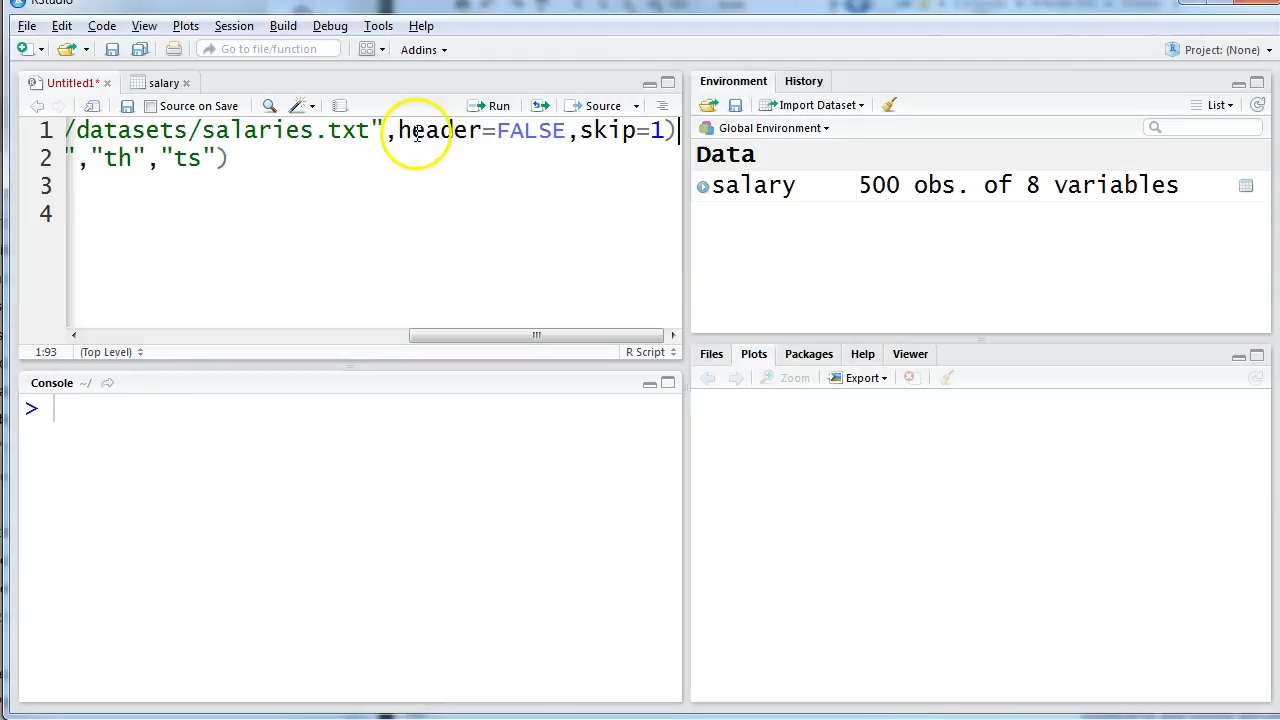 RStudio
File Edit Code View Plots Session Build Debug Tools Help
Go to file/function Addins Project: (None)
Untitled1* salary
Source on Save Run Source
1 /datasets/salaries.txt",header=FALSE,skip=1)
2 ","th","ts")
3
4
1:93 (Top Level) R Script
Console ~/
>
Environment History
Import Dataset List
Global Environment
Data
salary 500 obs. of 8 variables
Files Plots Packages Help Viewer
Zoom Export